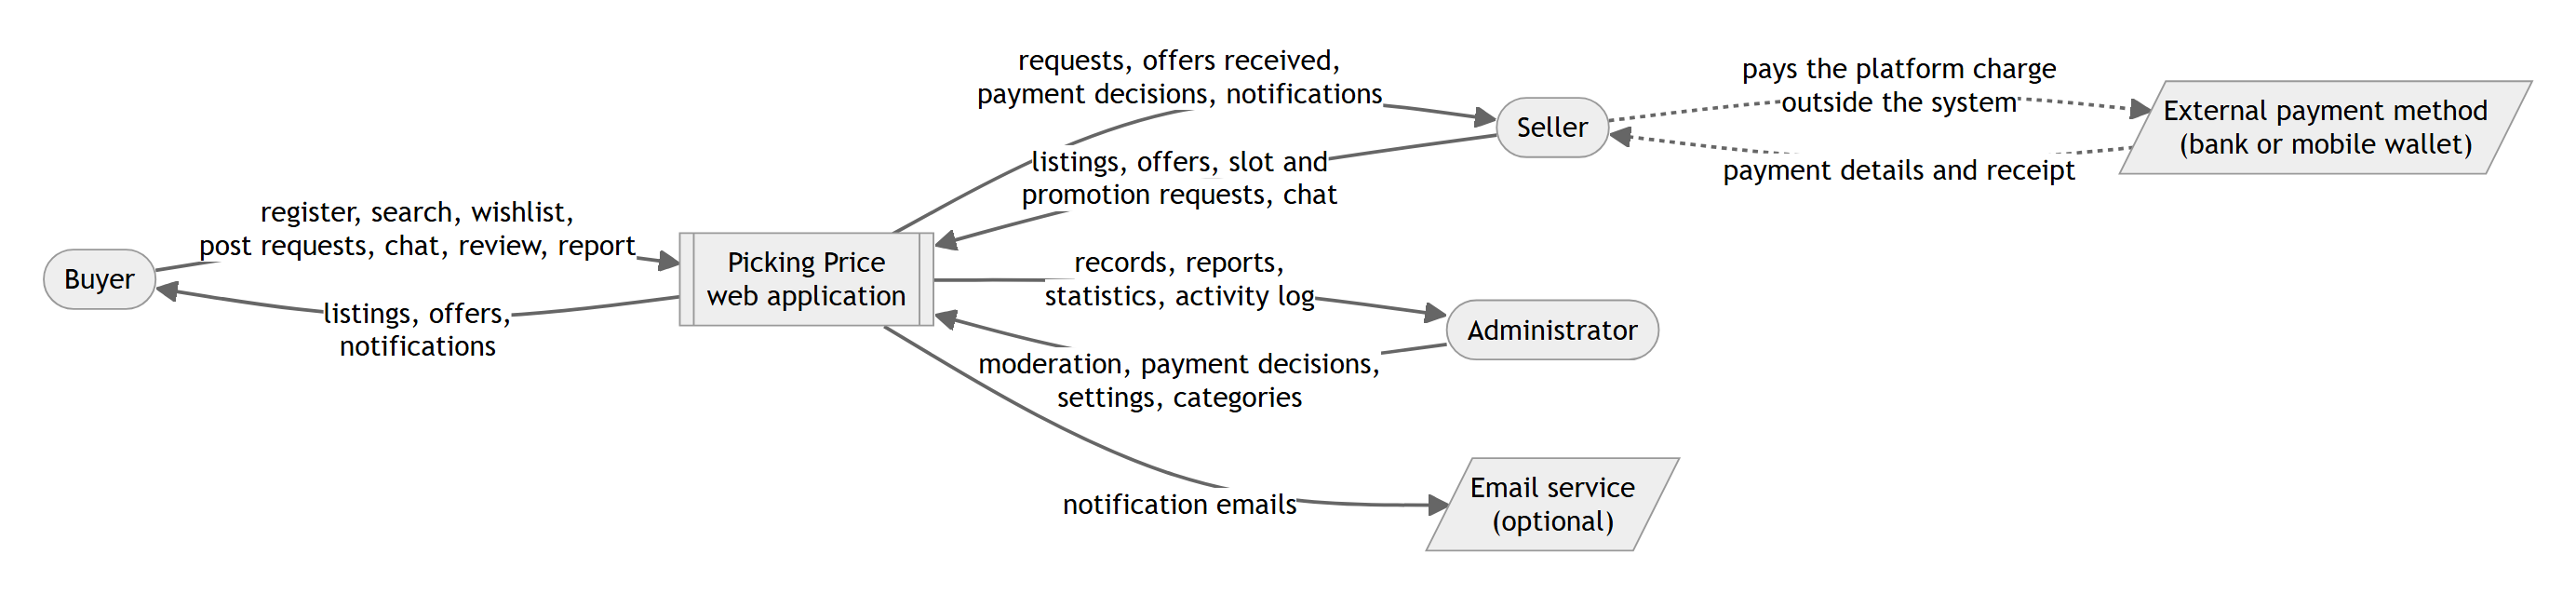 Buyer
register, search, wishlist,
post requests, chat, review, report
listings, offers,
notifications
Picking Price
web application
requests, offers received,
payment decisions, notifications
listings, offers, slot and
promotion requests, chat
records, reports,
statistics, activity log
moderation, payment decisions,
settings, categories
notification emails
Seller
Administrator
Email service
(optional)
pays the platform charge
outside the system
payment details and receipt
External payment method
(bank or mobile wallet)